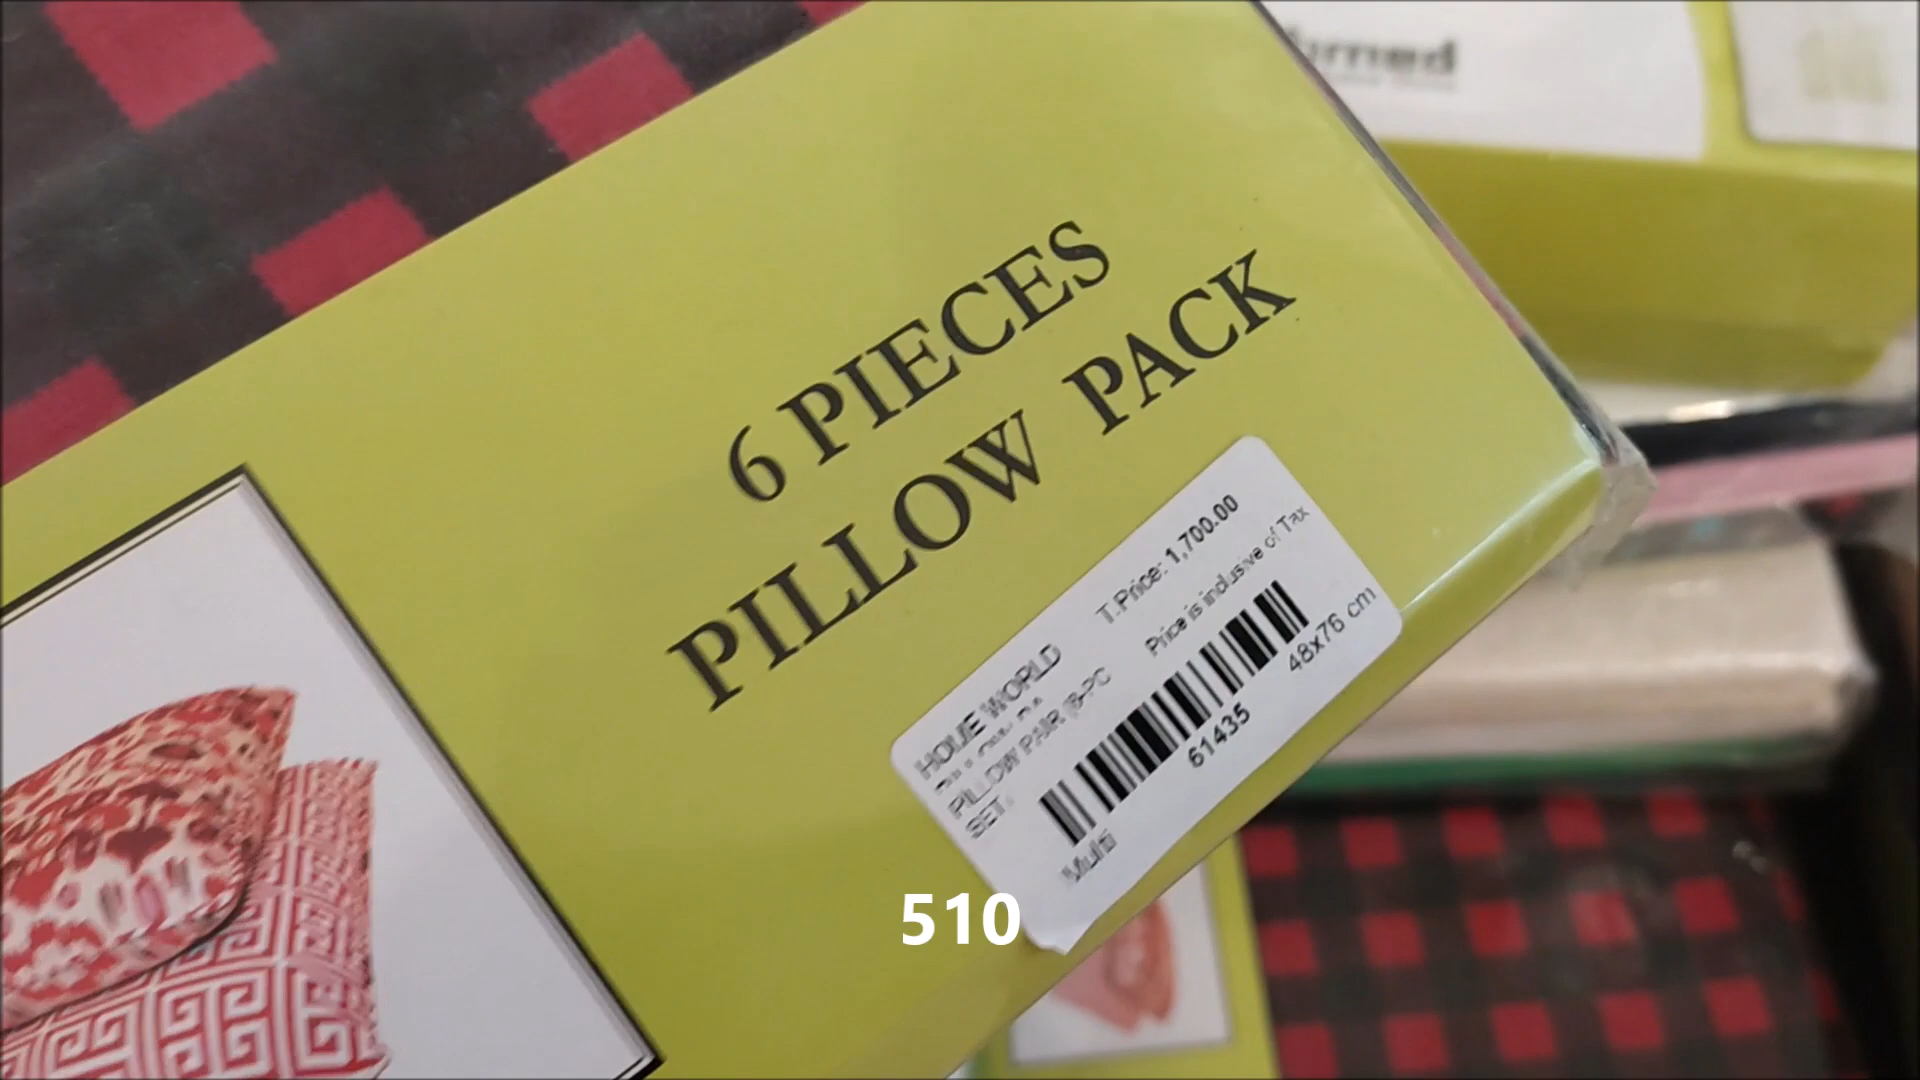 6 PIECES
PILLOW PACK
T.Price: 1,700.00
Price is inclusive of Tax
HOME WORLD
PILLOW PAIR (6-PC
SET.
61435
48x76 cm
Multi
510